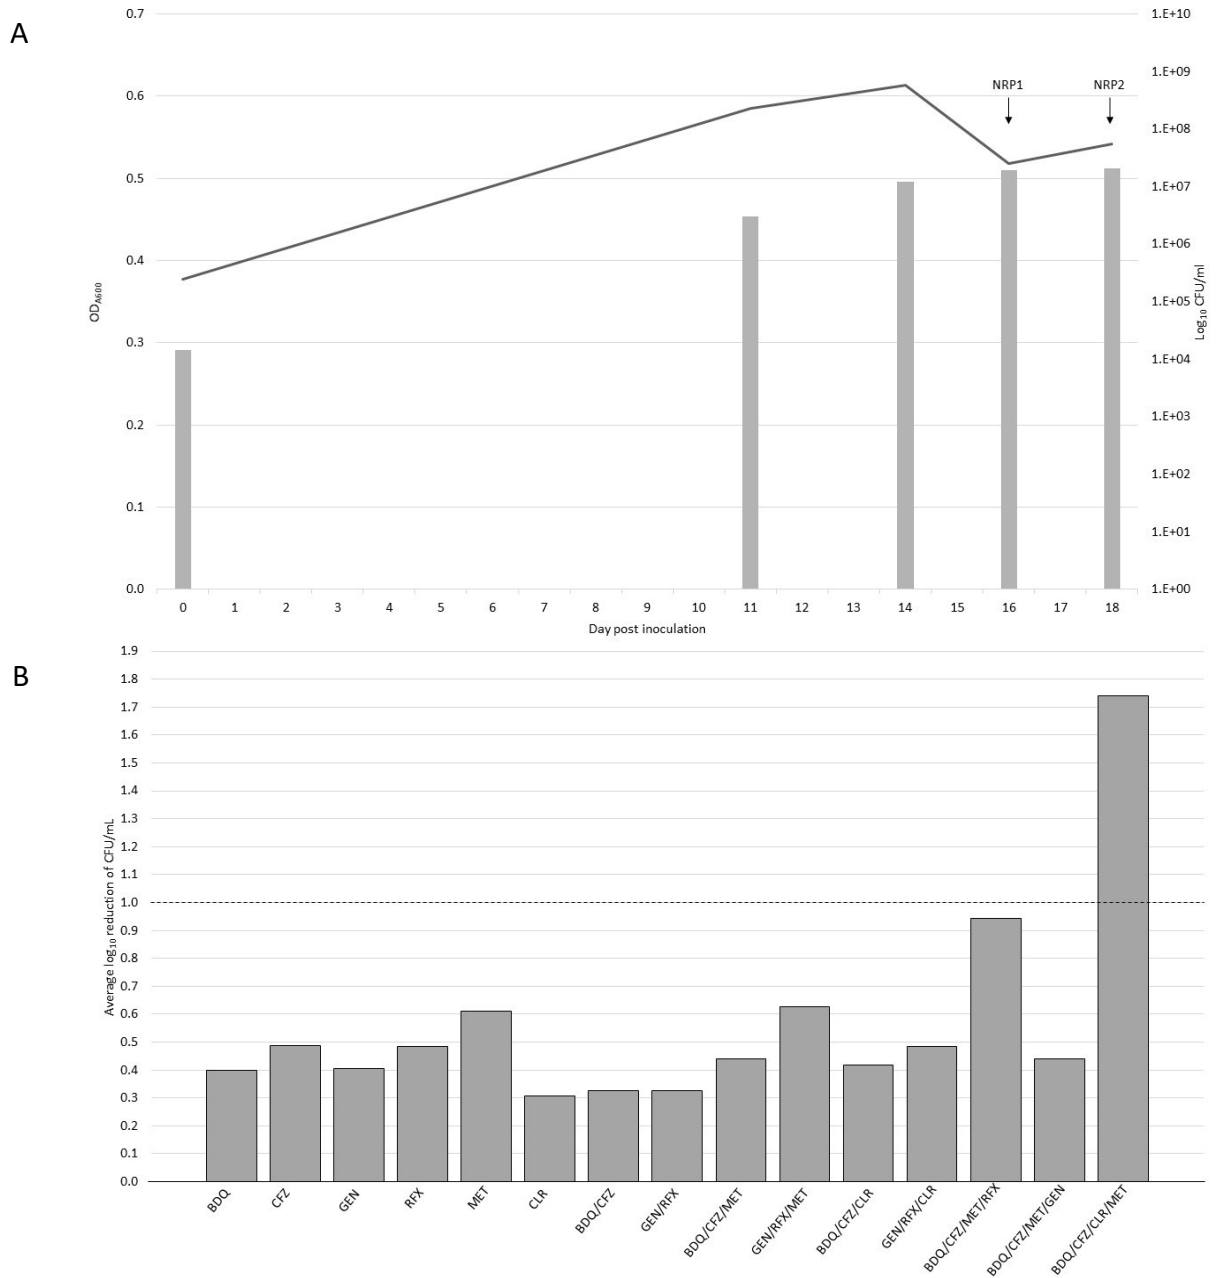 A
0.7
0.6
0.5
0.4
0.3
0.2
0.1
0.0
OD A600
1.E+10
1.E+09
1.E+08
1.E+07
1.E+06
1.E+05
1.E+04
1.E+03
1.E+02
1.E+01
1.E+00
Log10 CFU/ml
NRP1
NRP2
0 1 2 3 4 5 6 7 8 9 10 11 12 13 14 15 16 17 18
Day post inoculation
B
1.9
1.8
1.7
1.6
1.5
1.4
1.3
1.2
1.1
1.0
0.9
0.8
0.7
0.6
0.5
0.4
0.3
0.2
0.1
0.0
Average log10 reduction of CFU/mL
BDQ
CFZ
GEN
RFX
MET
CLR
BDQ/CFZ
GEN/RFX
BDQ/CFZ/MET
GEN/RFX/MET
BDQ/CFZ/CLR
GEN/RFX/CLR
BDQ/CFZ/MET/RFX
BDQ/CFZ/MET/GEN
BDQ/CFZ/CLR/MET